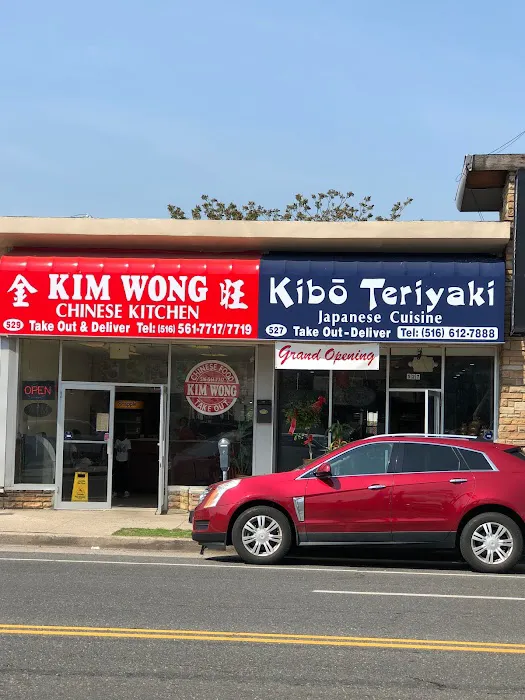 金 KIM WONG 旺
CHINESE KITCHEN
529 Take Out & Deliver Tel: (516) 561-7717/7719
Kibō Teriyaki
Japanese Cuisine
527 Take Out-Deliver Tel: (516) 612-7888
Grand Opening
OPEN
CHINESE FOOD
KIM WONG
TAKE OUT
527